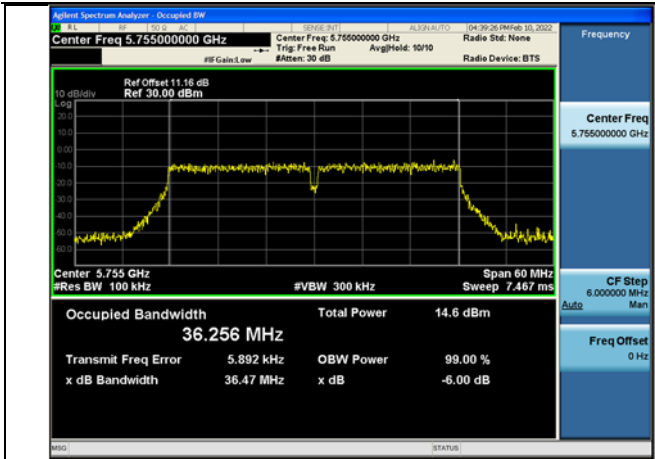 Agilent Spectrum Analyzer - Occupied BW
RL RF 50 Ω AC SENSE:INT ALIGNAUTO 04:39:26 PM Feb 10, 2022
Center Freq 5.755000000 GHz Center Freq: 5.755000000 GHz Radio Std: None Frequency
Trig: Free Run Avg|Hold: 10/10
#IFGain:Low #Atten: 30 dB Radio Device: BTS
Ref Offset 11.16 dB
10 dB/div Ref 30.00 dBm
Log
20.0
10.0
0.00
-10.0
-20.0
-30.0
-40.0
-50.0
-60.0
Center Freq
5.755000000 GHz
Center 5.755 GHz Span 60 MHz
#Res BW 100 kHz #VBW 300 kHz Sweep 7.467 ms
CF Step
6.000000 MHz
Auto Man
Occupied Bandwidth Total Power 14.6 dBm
36.256 MHz
Freq Offset
0 Hz
Transmit Freq Error 5.892 kHz OBW Power 99.00 %
x dB Bandwidth 36.47 MHz x dB -6.00 dB
MSG STATUS